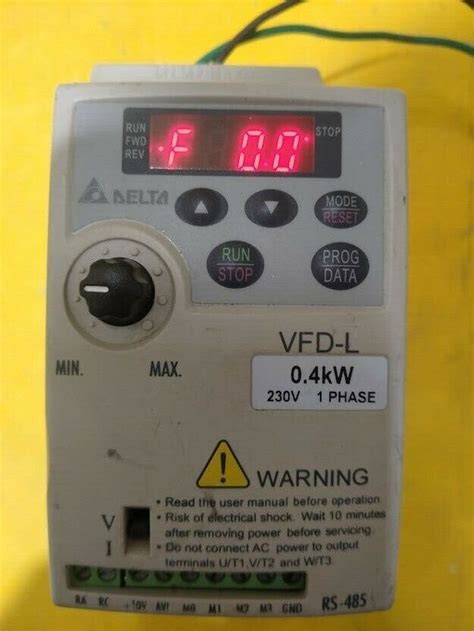 RUN
FWD
REV
F 0.0
STOP
DELTA
MODE
RESET
RUN
STOP
PROG
DATA
MIN.
MAX.
VFD-L
0.4kW
230V 1 PHASE
WARNING
• Read the user manual before operation.
• Risk of electrical shock. Wait 10 minutes
after removing power before servicing.
• Do not connect AC power to output
terminals U/T1,V/T2 and W/T3.
V
I
RA RC +10V AVI M0 M1 M2 M3 GND RS-485